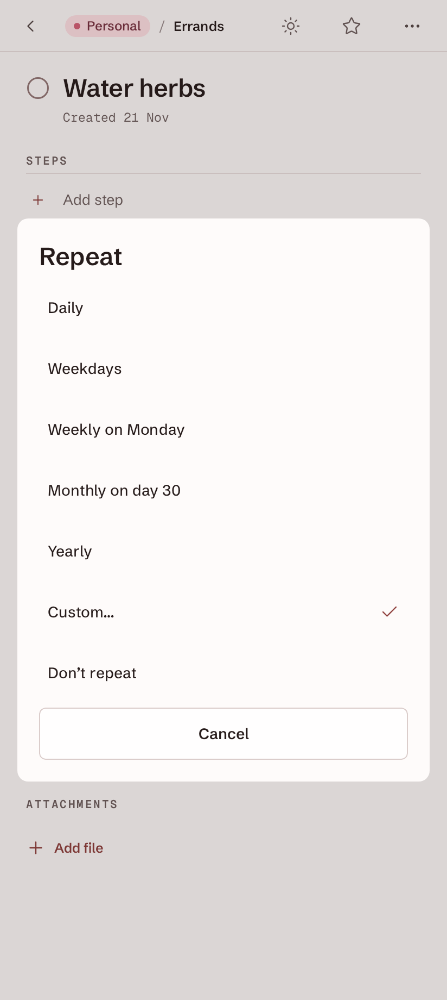 Personal / Errands
Water herbs
Created 21 Nov
STEPS
Add step
Repeat
Daily
Weekdays
Weekly on Monday
Monthly on day 30
Yearly
Custom…
Don’t repeat
Cancel
ATTACHMENTS
Add file